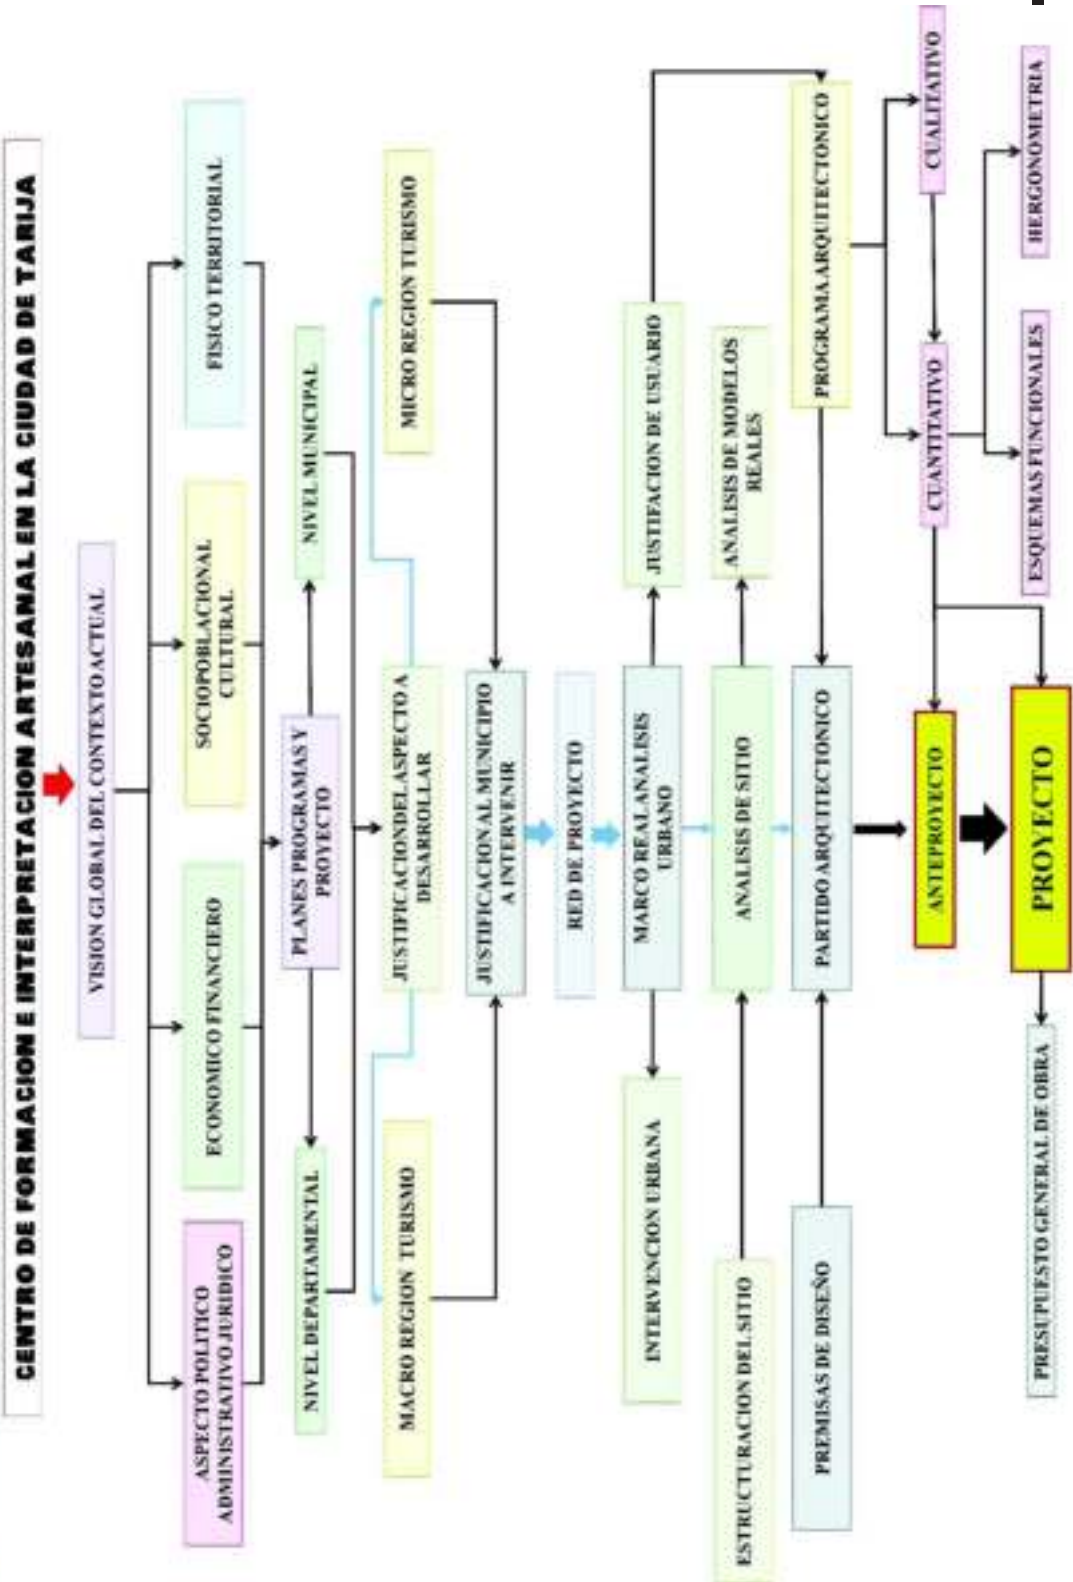 CENTRO DE FORMACION E INTERPRETACION ARTESANAL EN LA CIUDAD DE TARIJA
VISION GLOBAL DEL CONTEXTO ACTUAL
ASPECTO POLITICO
ADMINISTRATIVO JURIDICO
ECONOMICO FINANCIERO
SOCIOPOBLACIONAL
CULTURAL
FISICO TERRITORIAL
NIVEL DEPARTAMENTAL
PLANES PROGRAMAS Y
PROYECTO
NIVEL MUNICIPAL
MACRO REGION TURISMO
JUSTIFICACION DEL ASPECTO A
DESARROLLAR
MICRO REGION TURISMO
JUSTIFICACION AL MUNICIPIO
A INTERVENIR
RED DE PROYECTO
INTERVENCION URBANA
MARCO REAL ANALISIS
URBANO
JUSTIFACION DE USUARIO
ESTRUCTURACION DEL SITIO
ANALISIS DE SITIO
ANALISIS DE MODELOS
REALES
PREMISAS DE DISEÑO
PARTIDO ARQUITECTONICO
PROGRAMA ARQUITECTONICO
ANTEPROYECTO
CUANTITATIVO
CUALITATIVO
PRESUPUESTO GENERAL DE OBRA
PROYECTO
ESQUEMAS FUNCIONALES
HERGONOMETRIA